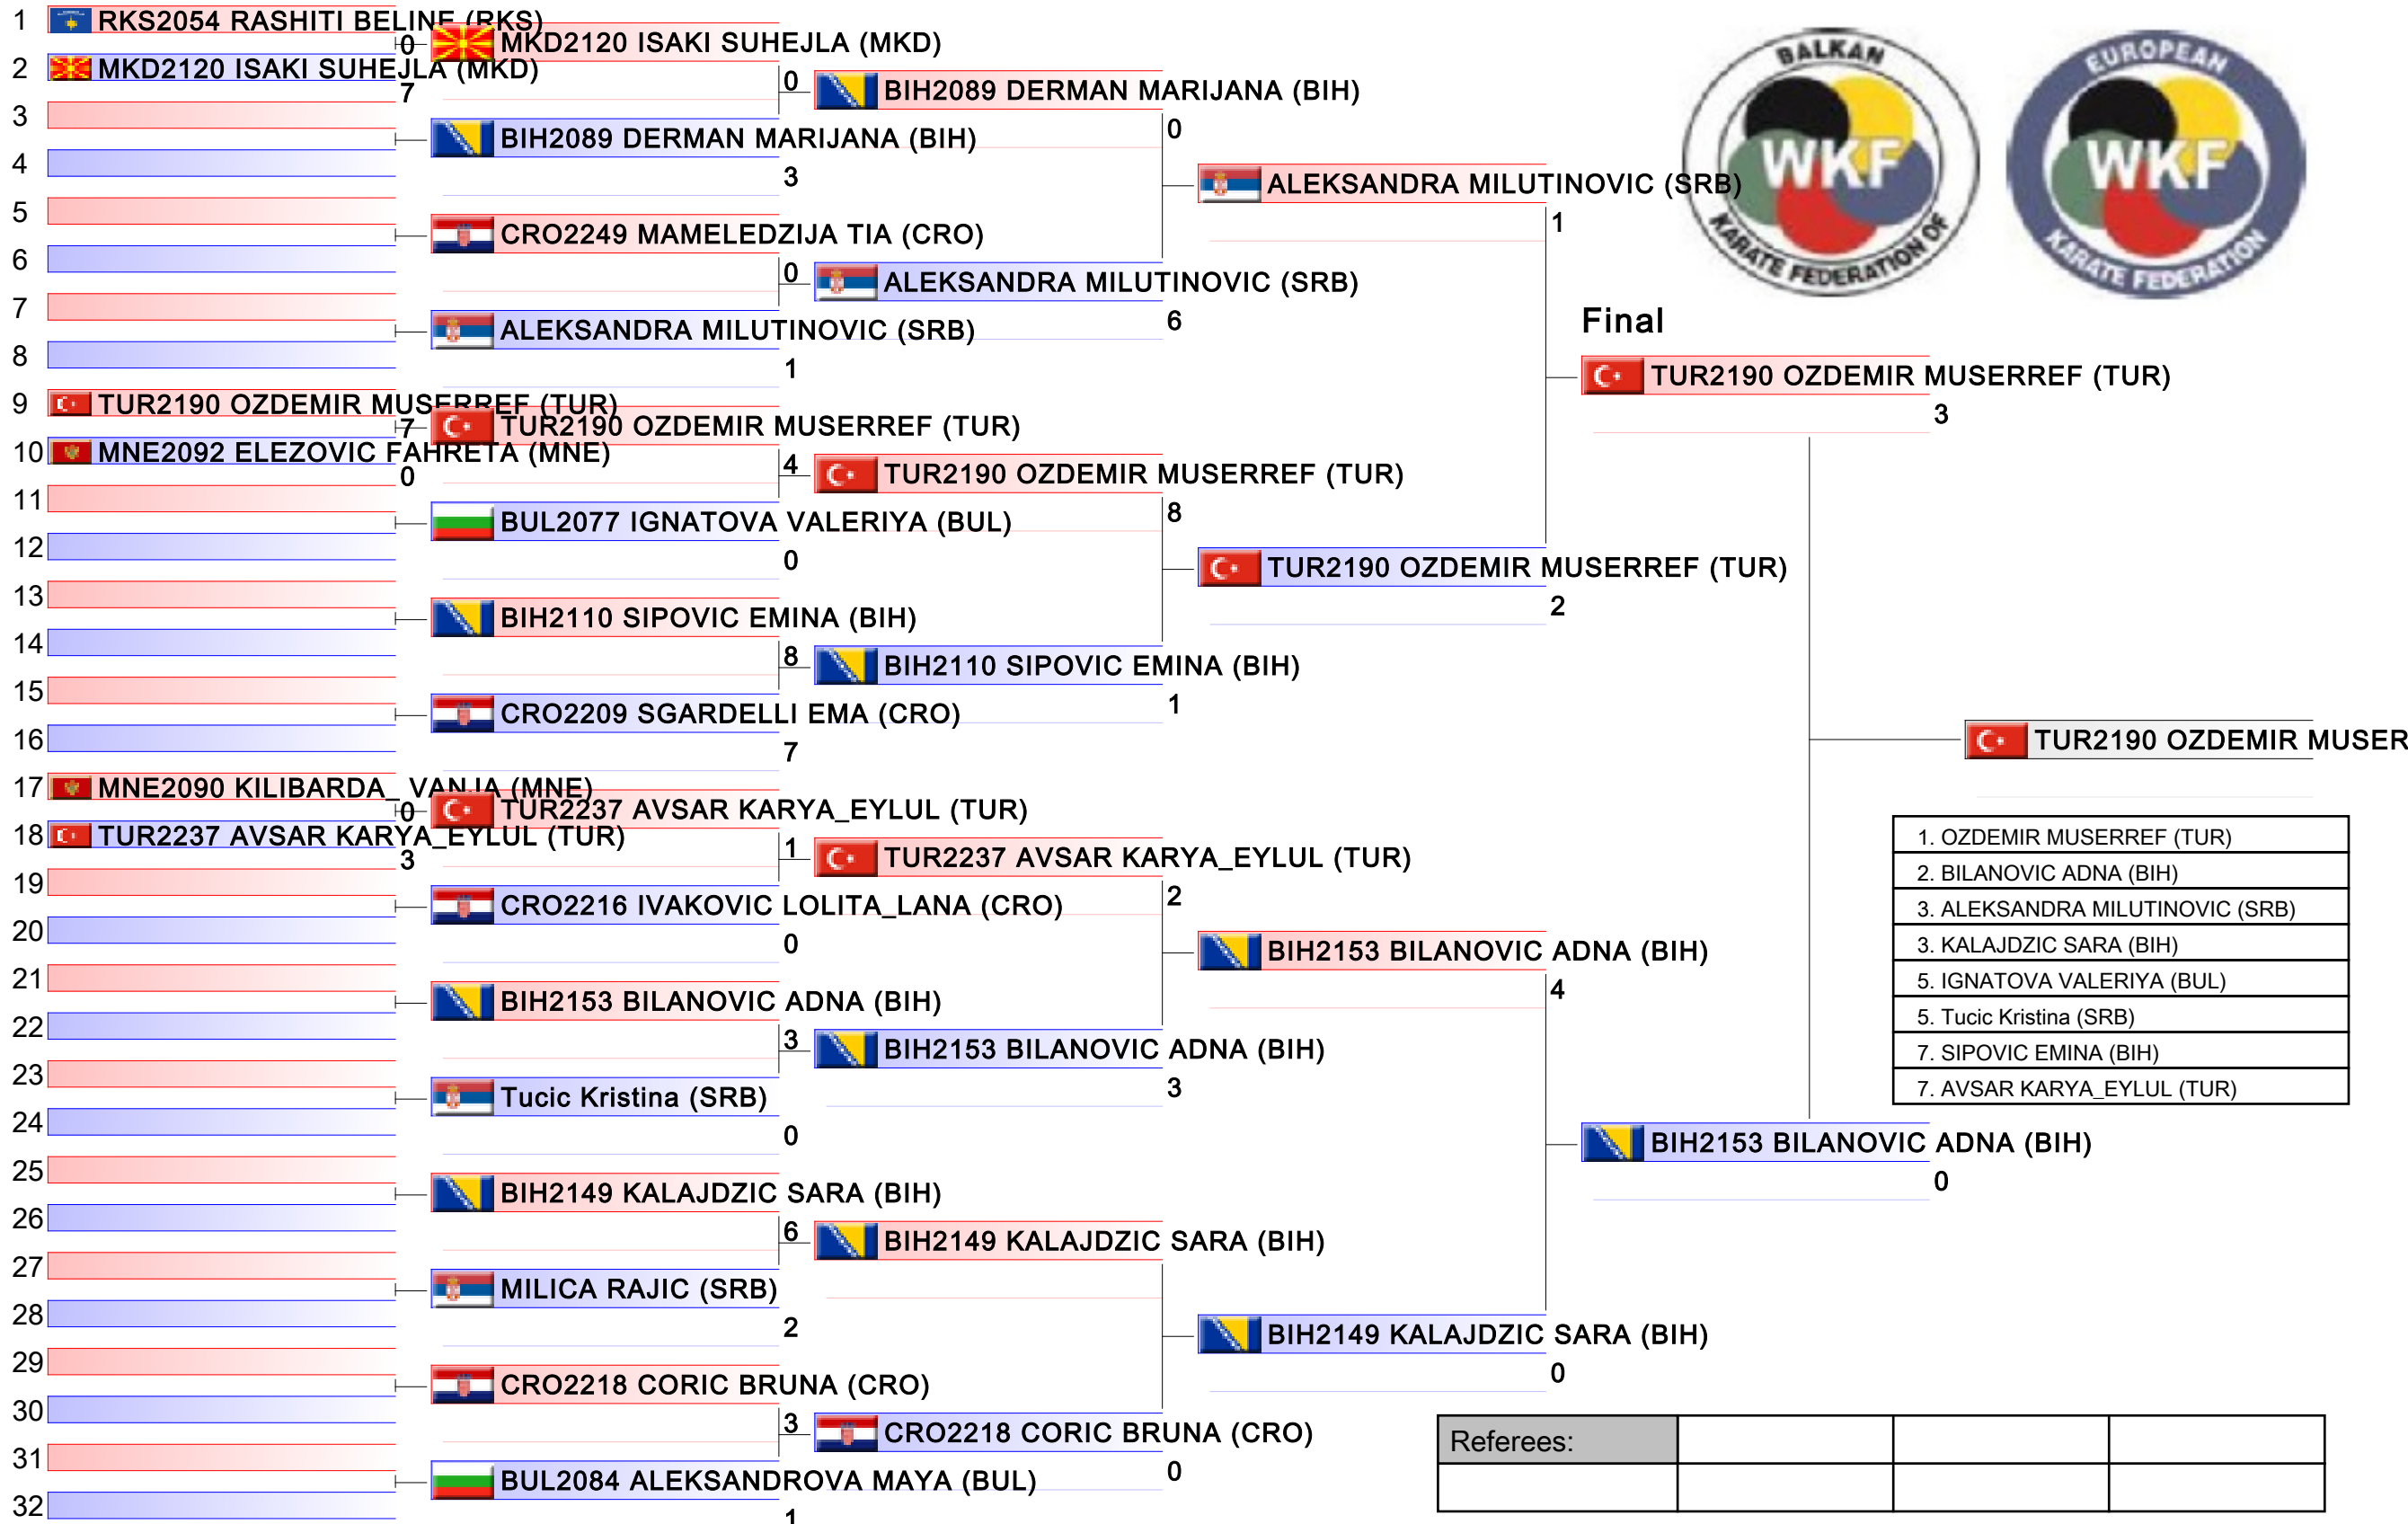 1 RKS2054 RASHITI BELINE (RKS)
0
2 MKD2120 ISAKI SUHEJLA (MKD)
7
3
4
5
6
7
8
9 TUR2190 OZDEMIR MUSERREF (TUR)
7
10 MNE2092 ELEZOVIC FAHRETA (MNE)
0
11
12
13
14
15
16
17 MNE2090 KILIBARDA_ VANJA (MNE)
0
18 TUR2237 AVSAR KARYA_EYLUL (TUR)
3
19
20
21
22
23
24
25
26
27
28
29
30
31
32
MKD2120 ISAKI SUHEJLA (MKD)
0
BIH2089 DERMAN MARIJANA (BIH)
3
CRO2249 MAMELEDZIJA TIA (CRO)
0
ALEKSANDRA MILUTINOVIC (SRB)
1
TUR2190 OZDEMIR MUSERREF (TUR)
4
BUL2077 IGNATOVA VALERIYA (BUL)
0
BIH2110 SIPOVIC EMINA (BIH)
8
CRO2209 SGARDELLI EMA (CRO)
7
TUR2237 AVSAR KARYA_EYLUL (TUR)
1
CRO2216 IVAKOVIC LOLITA_LANA (CRO)
0
BIH2153 BILANOVIC ADNA (BIH)
3
Tucic Kristina (SRB)
0
BIH2149 KALAJDZIC SARA (BIH)
6
MILICA RAJIC (SRB)
2
CRO2218 CORIC BRUNA (CRO)
3
BUL2084 ALEKSANDROVA MAYA (BUL)
1
BIH2089 DERMAN MARIJANA (BIH)
0
ALEKSANDRA MILUTINOVIC (SRB)
6
TUR2190 OZDEMIR MUSERREF (TUR)
8
BIH2110 SIPOVIC EMINA (BIH)
1
TUR2237 AVSAR KARYA_EYLUL (TUR)
2
BIH2153 BILANOVIC ADNA (BIH)
3
BIH2149 KALAJDZIC SARA (BIH)
CRO2218 CORIC BRUNA (CRO)
0
ALEKSANDRA MILUTINOVIC (SRB)
1
TUR2190 OZDEMIR MUSERREF (TUR)
2
BIH2153 BILANOVIC ADNA (BIH)
4
BIH2149 KALAJDZIC SARA (BIH)
0
BALKAN
WKF
KARATE FEDERATION OF
EUROPEAN
WKF
KARATE FEDERATION
Final
TUR2190 OZDEMIR MUSERREF (TUR)
3
BIH2153 BILANOVIC ADNA (BIH)
0
TUR2190 OZDEMIR MUSER
1. OZDEMIR MUSERREF (TUR)
2. BILANOVIC ADNA (BIH)
3. ALEKSANDRA MILUTINOVIC (SRB)
3. KALAJDZIC SARA (BIH)
5. IGNATOVA VALERIYA (BUL)
5. Tucic Kristina (SRB)
7. SIPOVIC EMINA (BIH)
7. AVSAR KARYA_EYLUL (TUR)
Referees: